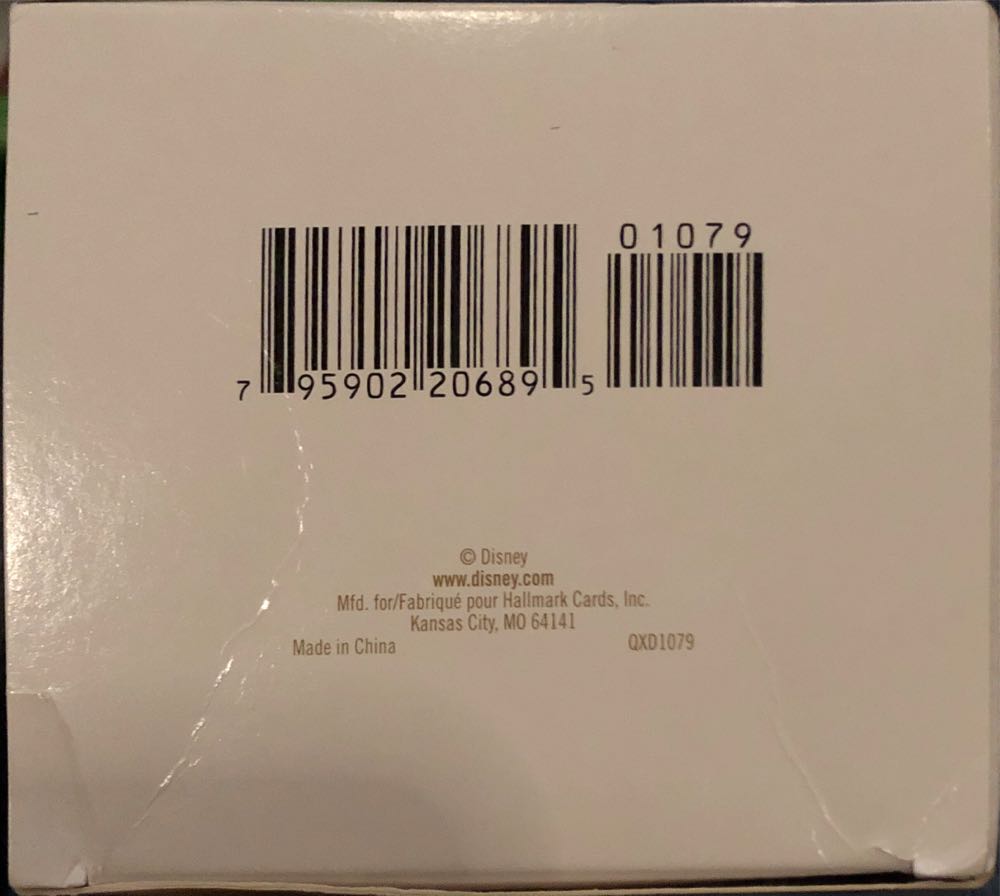 01079
7 95902 20689 5
© Disney
www.disney.com
Mfd. for/Fabriqué pour Hallmark Cards, Inc.
Kansas City, MO 64141
Made in China QXD1079